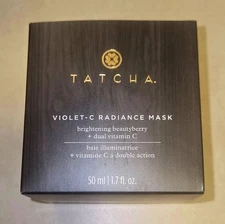 TATCHA.
VIOLET-C RADIANCE MASK
brightening beautyberry
+ dual vitamin C
baie illuminatrice
+ vitamine C à double action
50 ml | 1.7 fl. oz.